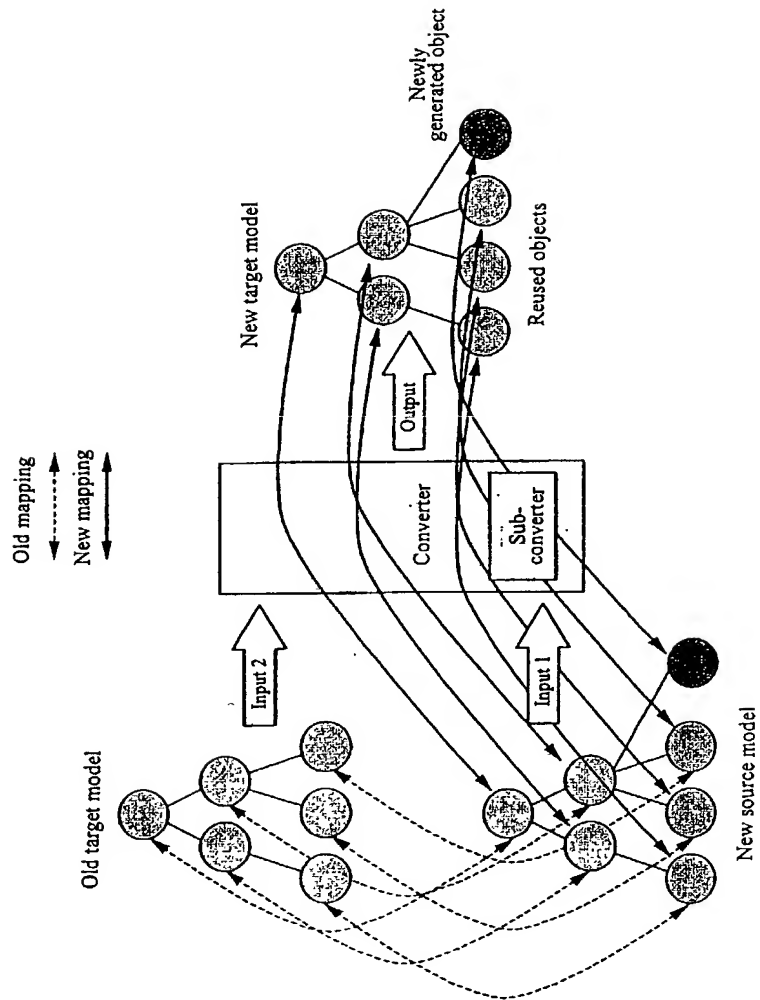 Old mapping
New mapping
Old target model
Input 2
Converter
Sub-
converter
Input 1
Output
New source model
New target model
Newly
generated object
Reused objects